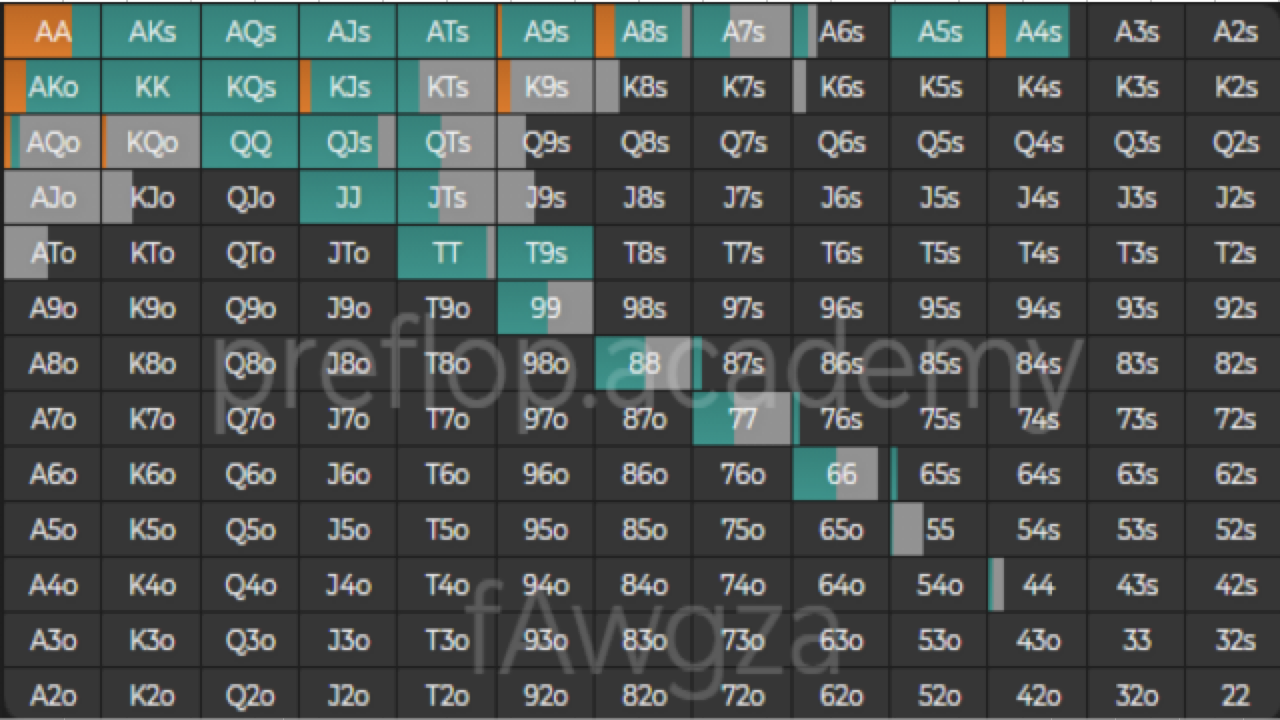 AA AKs AQs AJs ATs A9s A8s A7s A6s A5s A4s A3s A2s
AKo KK KQs KJs KTs K9s K8s K7s K6s K5s K4s K3s K2s
AQo KQo QQ QJs QTs Q9s Q8s Q7s Q6s Q5s Q4s Q3s Q2s
AJo KJo QJo JJ JTs J9s J8s J7s J6s J5s J4s J3s J2s
ATo KTo QTo JTo TT T9s T8s T7s T6s T5s T4s T3s T2s
A9o K9o Q9o J9o T9o 99 98s 97s 96s 95s 94s 93s 92s
A8o K8o Q8o J8o T8o 98o 88 87s 86s 85s 84s 83s 82s
preflop.academy
A7o K7o Q7o J7o T7o 97o 87o 77 76s 75s 74s 73s 72s
A6o K6o Q6o J6o T6o 96o 86o 76o 66 65s 64s 63s 62s
A5o K5o Q5o J5o T5o 95o 85o 75o 65o 55 54s 53s 52s
A4o K4o Q4o J4o T4o 94o 84o 74o 64o 54o 44 43s 42s
fAwgza
A3o K3o Q3o J3o T3o 93o 83o 73o 63o 53o 43o 33 32s
A2o K2o Q2o J2o T2o 92o 82o 72o 62o 52o 42o 32o 22